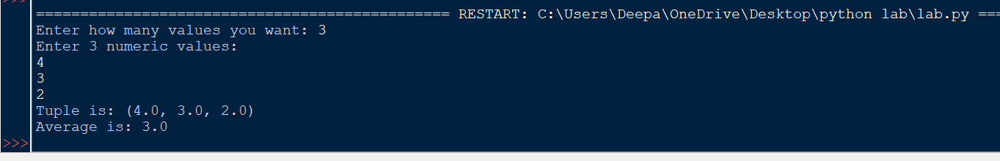 >>>
=============================================== RESTART: C:\Users\Deepa\OneDrive\Desktop\python lab\lab.py ===
Enter how many values you want: 3
Enter 3 numeric values:
4
3
2
Tuple is: (4.0, 3.0, 2.0)
Average is: 3.0
>>>